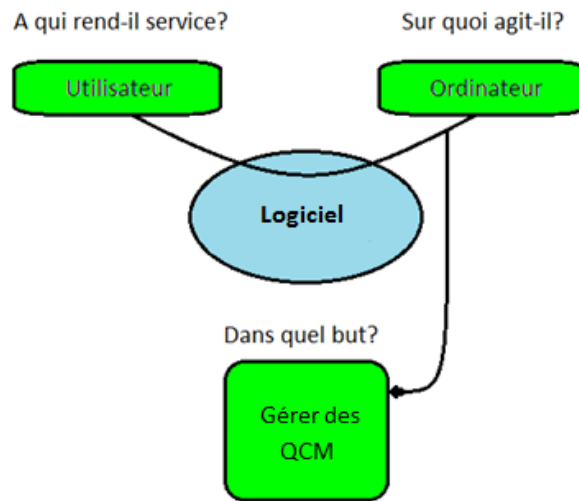 A qui rend-il service?
Sur quoi agit-il?
Utilisateur
Ordinateur
Logiciel
Dans quel but?
Gérer des
QCM